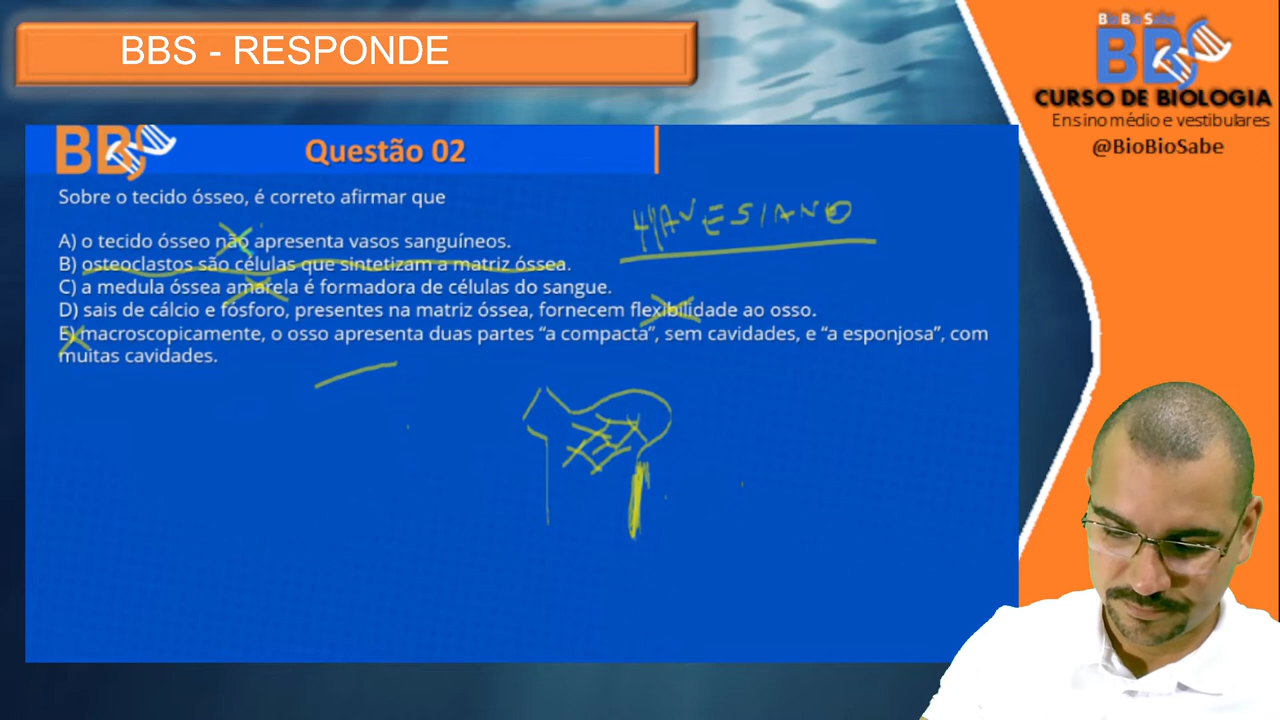 BBS - RESPONDE
Bio Bio Sabe
BBS
CURSO DE BIOLOGIA
Ensino médio e vestibulares
@BioBioSabe
BBS
Questão 02
Sobre o tecido ósseo, é correto afirmar que
HAVESIANO
A) o tecido ósseo não apresenta vasos sanguíneos.
B) osteoclastos são células que sintetizam a matriz óssea.
C) a medula óssea amarela é formadora de células do sangue.
D) sais de cálcio e fósforo, presentes na matriz óssea, fornecem flexibilidade ao osso.
E) macroscopicamente, o osso apresenta duas partes “a compacta”, sem cavidades, e “a esponjosa”, com
muitas cavidades.